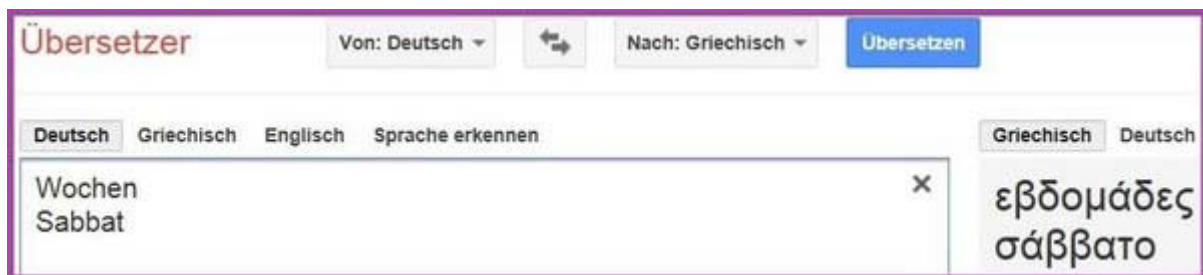 Übersetzer Von: Deutsch Nach: Griechisch Übersetzen
Deutsch Griechisch Englisch Sprache erkennen Griechisch Deutsch
Wochen εβδομάδες
Sabbat σάββατο